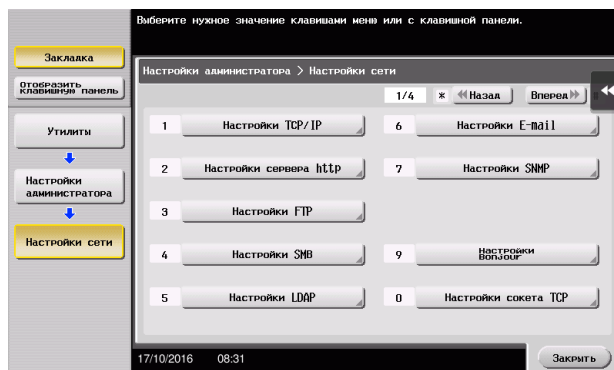 Выберите нужное значение клавишами меню или с клавишной панели.
Закладка
Отобразить
клавишную панель
Утилиты
Настройки
администратора
Настройки сети
Настройки администратора > Настройки сети
1/4 * Назад Вперед
1 Настройки TCP/IP
6 Настройки E-mail
2 Настройки сервера http
7 Настройки SNMP
3 Настройки FTP
4 Настройки SMB
9 Настройки
Bonjour
5 Настройки LDAP
0 Настройки сокета TCP
17/10/2016 08:31
Закрыть